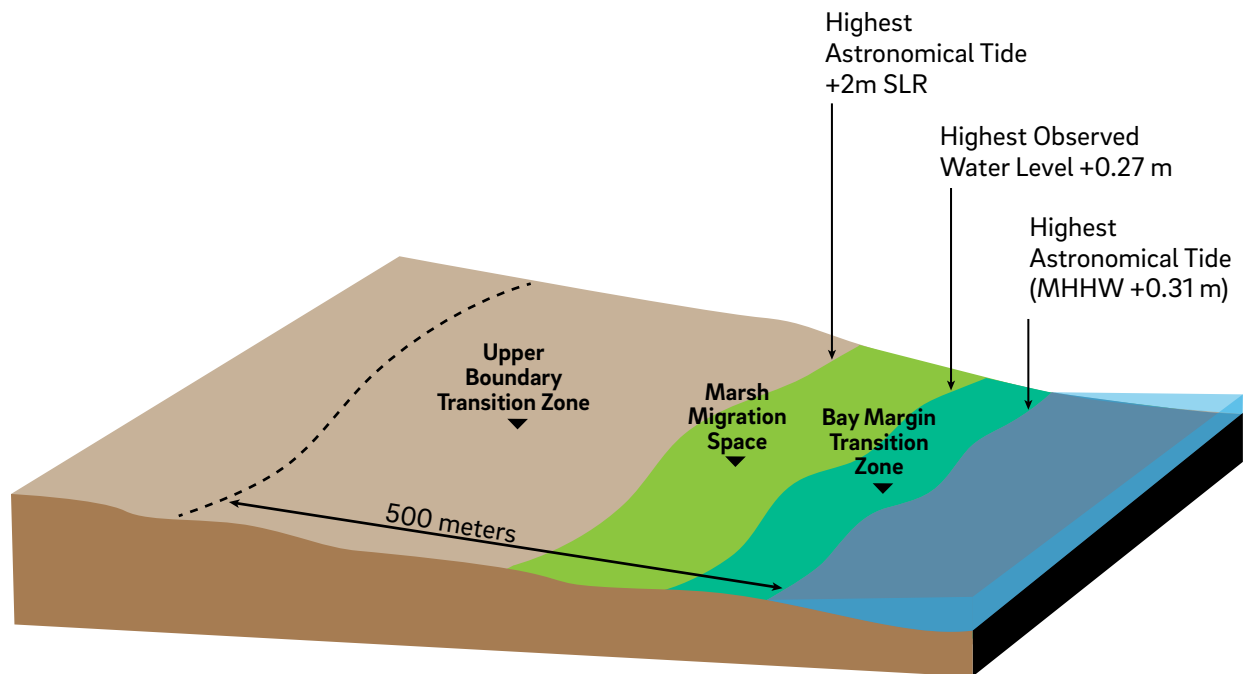 Highest
Astronomical Tide
+2m SLR
Highest Observed
Water Level +0.27 m
Highest
Astronomical Tide
(MHHW +0.31 m)
Upper
Boundary
Transition Zone
Marsh
Migration
Space
Bay Margin
Transition
Zone
500 meters